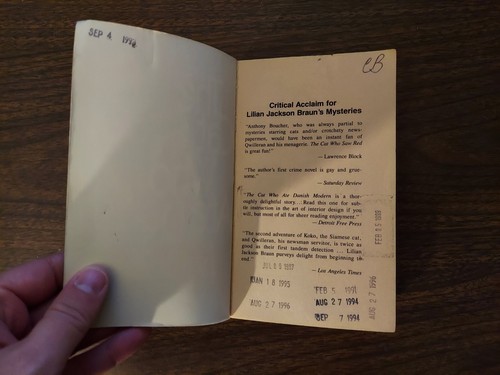 SEP 4 1992
CB
Critical Acclaim for
Lilian Jackson Braun's Mysteries
"Anthony Boucher, who was always partial to
mysteries starring cats and/or crotchety news-
papermen, would have been an instant fan of
Qwilleran and his menagerie. The Cat Who Saw Red
is great fun!"
—Lawrence Block
"The author's first crime novel is gay and grue-
some."
—Saturday Review
"The Cat Who Ate Danish Modern is a thor-
oughly delightful story...Read this one for sub-
tle instruction in the art of interior design if you
will, but most of all for sheer reading enjoyment."
—Detroit Free Press
"The second adventure of Koko, the Siamese cat,
and Qwilleran, his newsman servitor, is twice as
good as their first tandem detection ... Lilian
Jackson Braun purveys delight from beginning to
end."
—Los Angeles Times
JAN 18 1995
AUG 27 1996
FEB 5 1991
AUG 27 1994
SEP 7 1994
FEB
AUG 27 1996